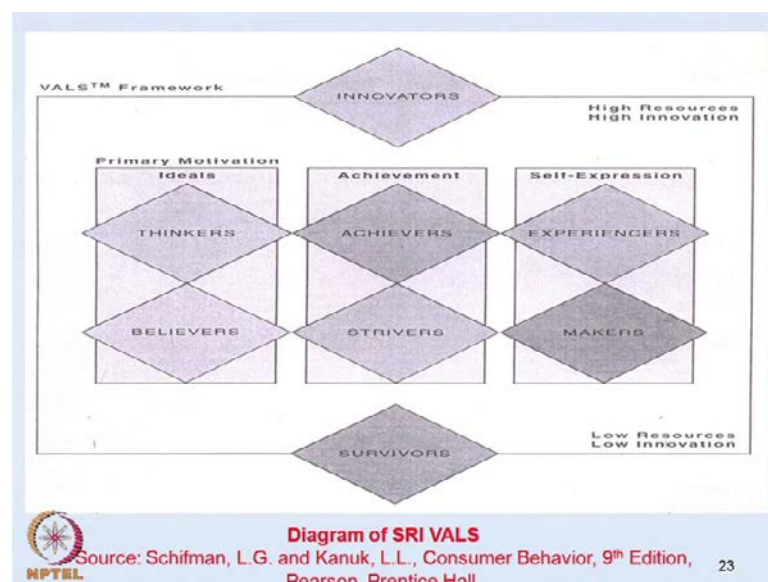 VALS™ Framework
INNOVATORS
High Resources
High Innovation
Primary Motivation
Ideals
Achievement
Self-Expression
THINKERS
ACHIEVERS
EXPERIENCERS
BELIEVERS
STRIVERS
MAKERS
Low Resources
Low Innovation
SURVIVORS
Diagram of SRI VALS
Source: Schifman, L.G. and Kanuk, L.L., Consumer Behavior, 9th Edition,
Pearson, Prentice Hall
23
NPTEL